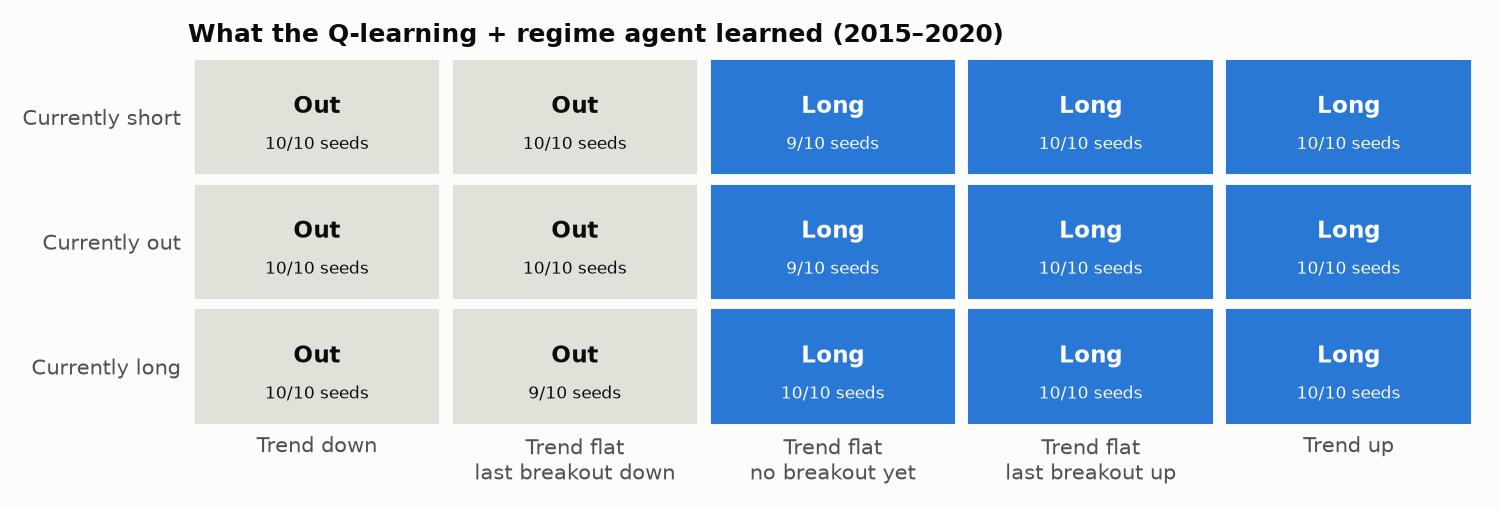 What the Q-learning + regime agent learned (2015–2020)
Currently short
Out
10/10 seeds
Out
10/10 seeds
Long
9/10 seeds
Long
10/10 seeds
Long
10/10 seeds
Currently out
Out
10/10 seeds
Out
10/10 seeds
Long
9/10 seeds
Long
10/10 seeds
Long
10/10 seeds
Currently long
Out
10/10 seeds
Out
9/10 seeds
Long
10/10 seeds
Long
10/10 seeds
Long
10/10 seeds
Trend down
Trend flat
last breakout down
Trend flat
no breakout yet
Trend flat
last breakout up
Trend up